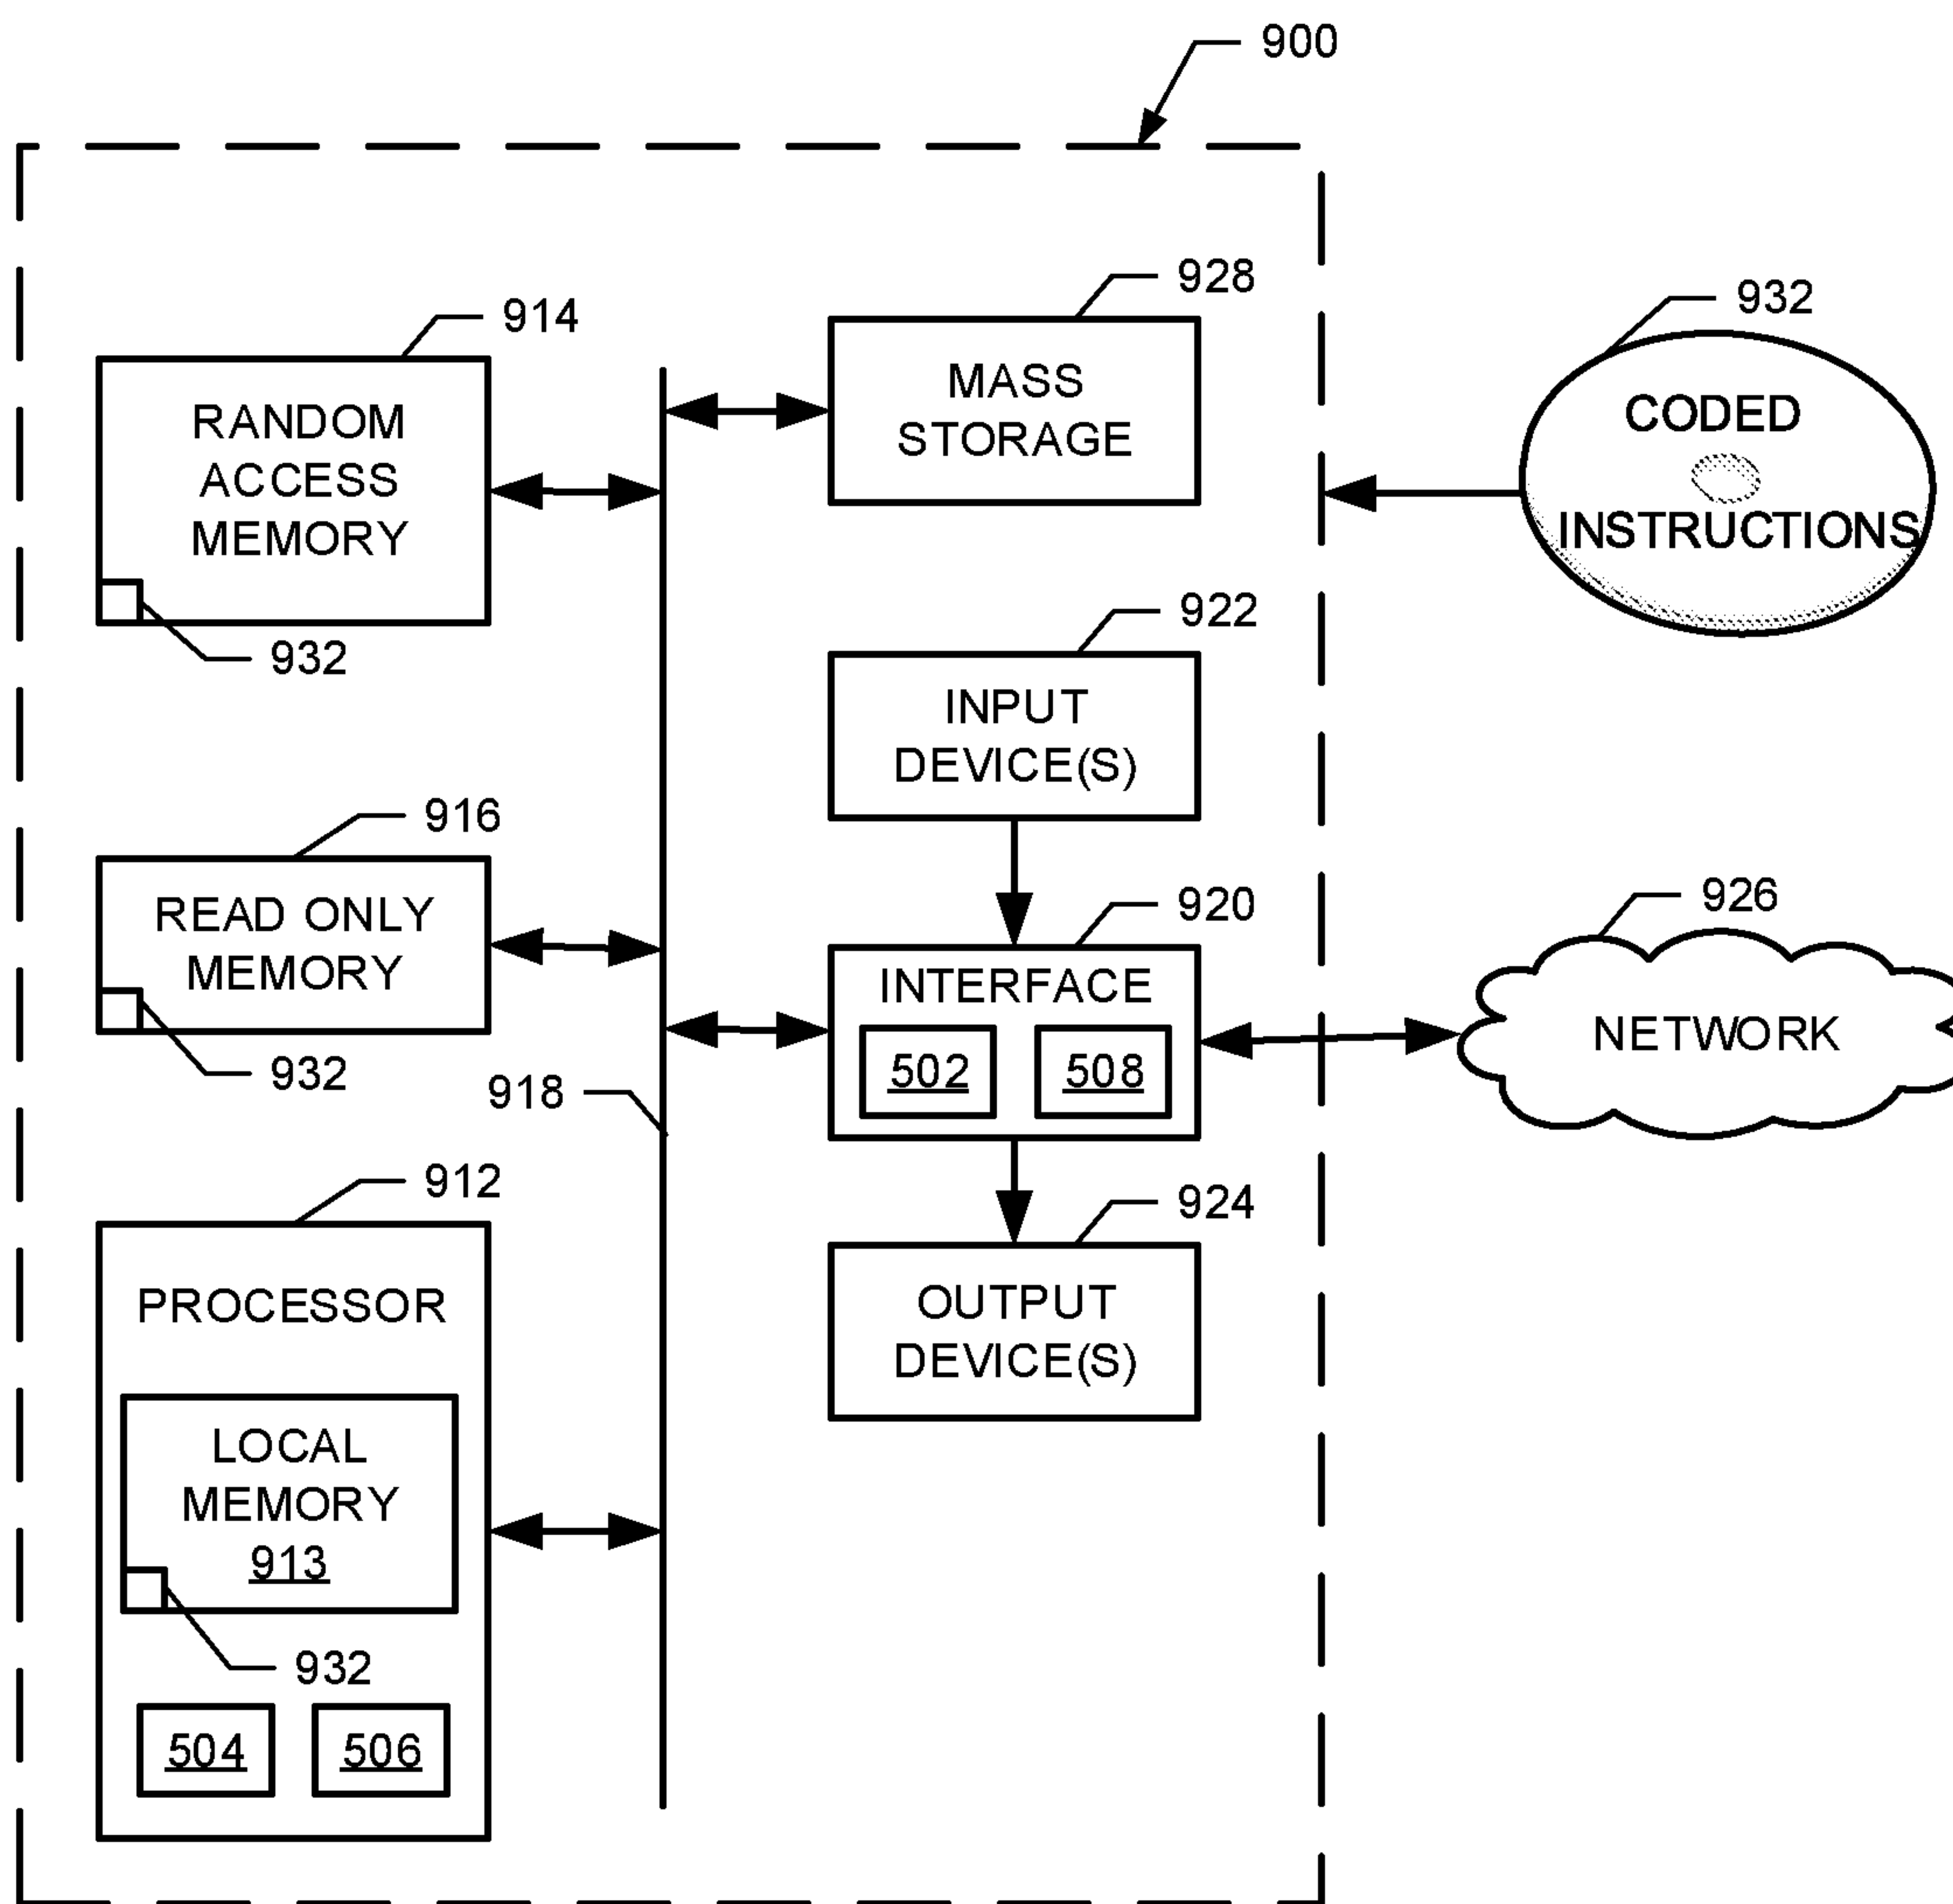 900
928
914
932
MASS
STORAGE
RANDOM
ACCESS
MEMORY
CODED
INSTRUCTIONS
932
922
INPUT
DEVICE(S)
916
920
926
READ ONLY
MEMORY
INTERFACE
502
508
NETWORK
932
918
912
924
PROCESSOR
OUTPUT
DEVICE(S)
LOCAL
MEMORY
913
932
504
506